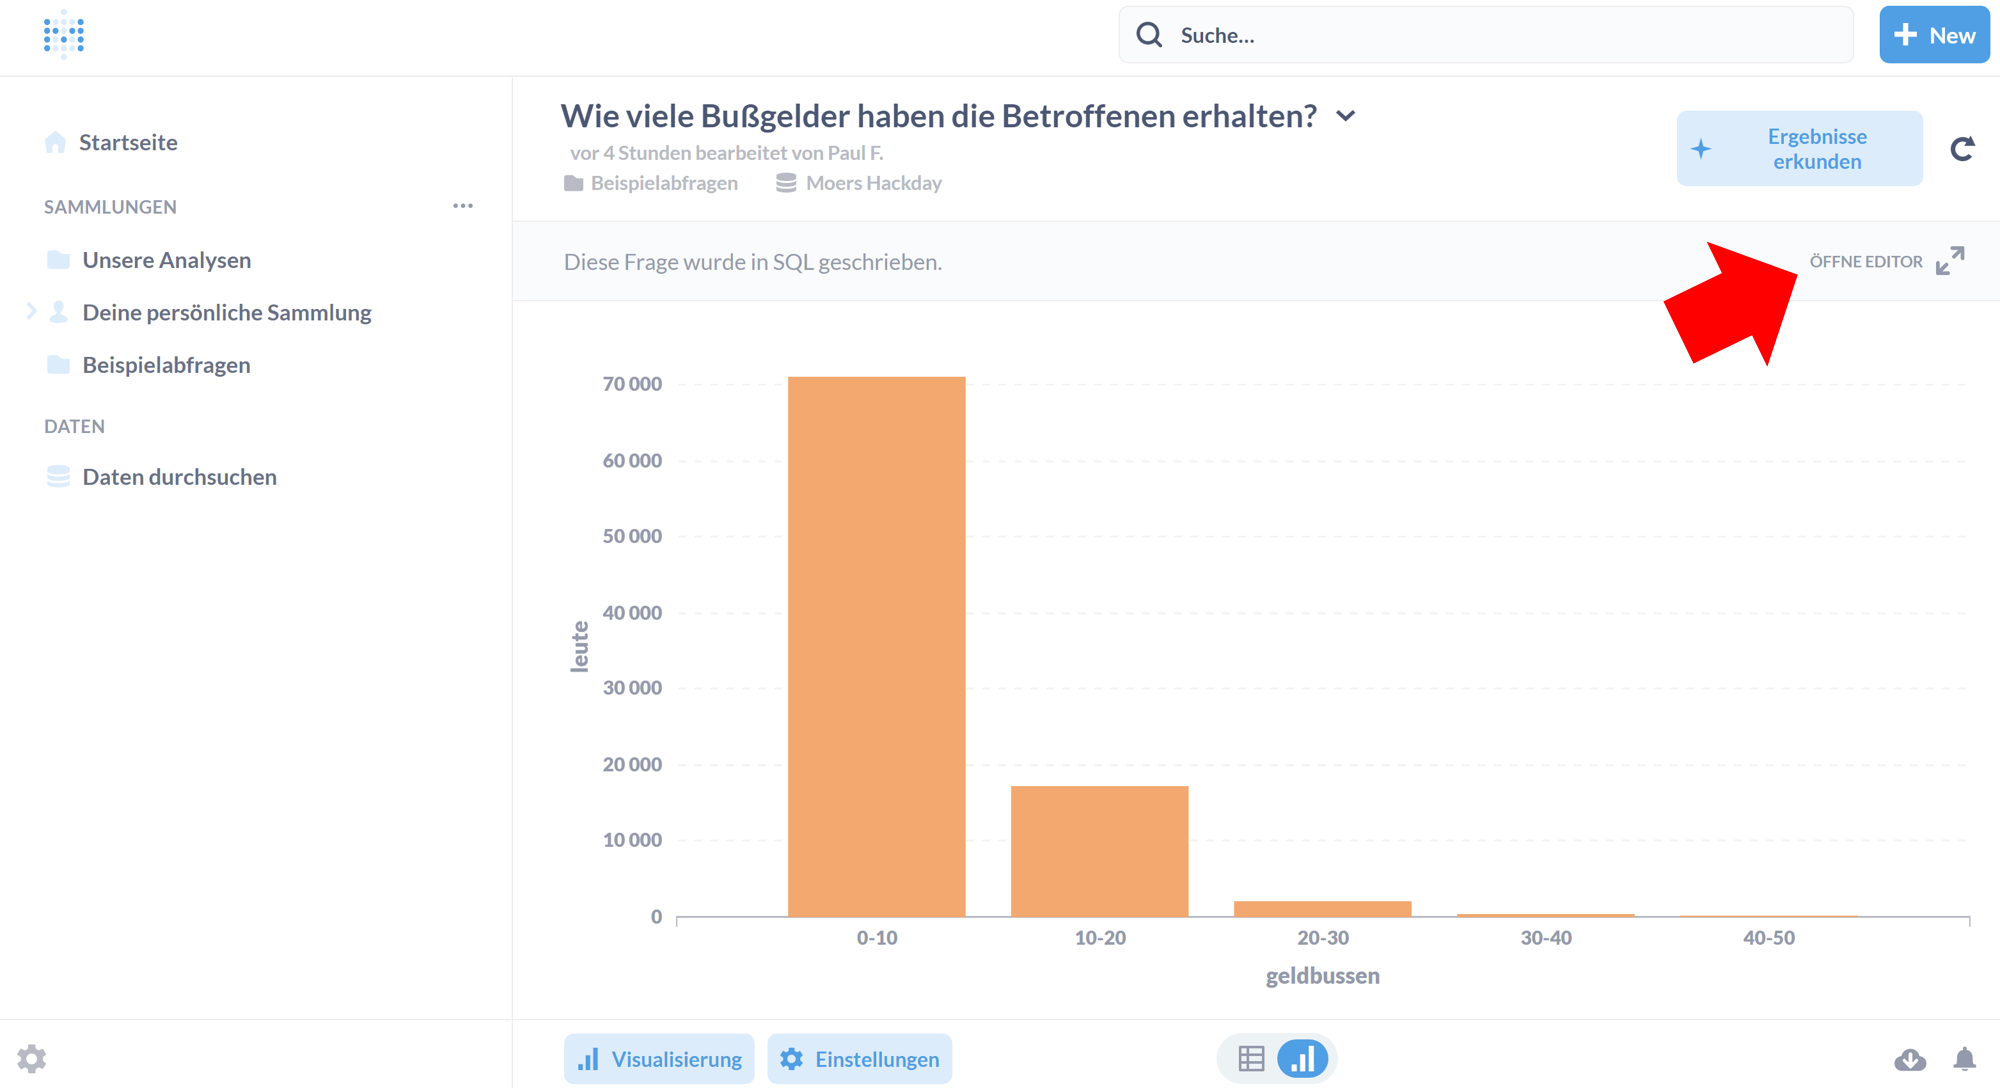 Suche...
New
Startseite
SAMMLUNGEN
Unsere Analysen
Deine persönliche Sammlung
Beispielabfragen
DATEN
Daten durchsuchen
Wie viele Bußgelder haben die Betroffenen erhalten?
vor 4 Stunden bearbeitet von Paul F.
Beispielabfragen Moers Hackday
Ergebnisse
erkunden
Diese Frage wurde in SQL geschrieben.
ÖFFNE EDITOR
70 000
60 000
50 000
40 000
30 000
20 000
10 000
0
leute
0-10 10-20 20-30 30-40 40-50
geldbussen
Visualisierung Einstellungen